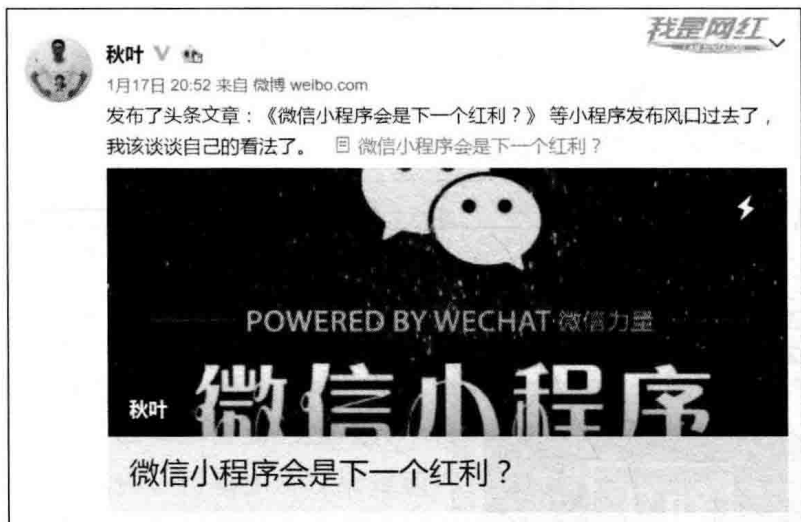 我是网红
秋叶
1月17日 20:52 来自 微博 weibo.com
发布了头条文章：《微信小程序会是下一个红利？》 等小程序发布风口过去了，
我该谈谈自己的看法了。 微信小程序会是下一个红利？
POWERED BY WECHAT 微信力量
微信小程序
秋叶
微信小程序会是下一个红利？